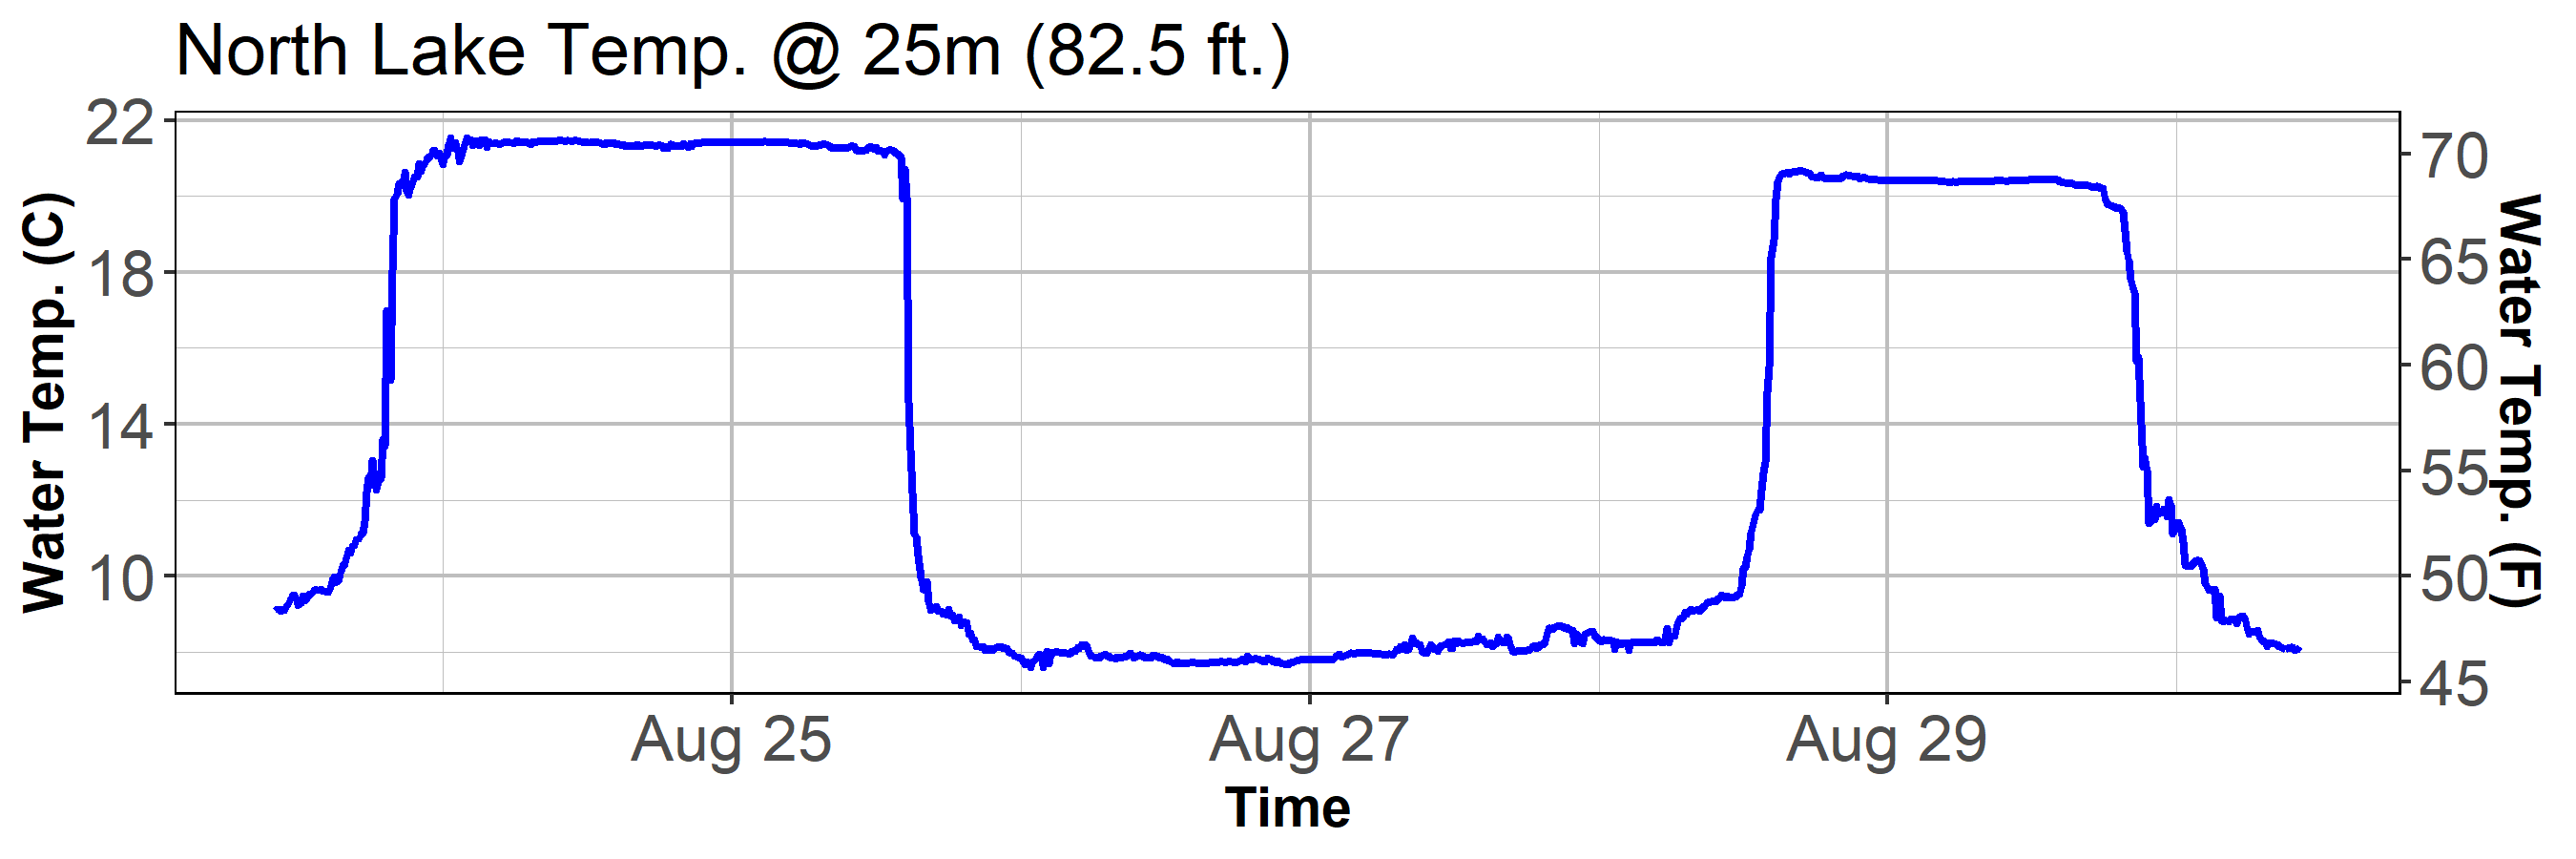 North Lake Temp. @ 25m (82.5 ft.)
Water Temp. (C)
22
18
14
10
70
65
60
55
50
45
Water Temp. (F)
Aug 25
Aug 27
Aug 29
Time